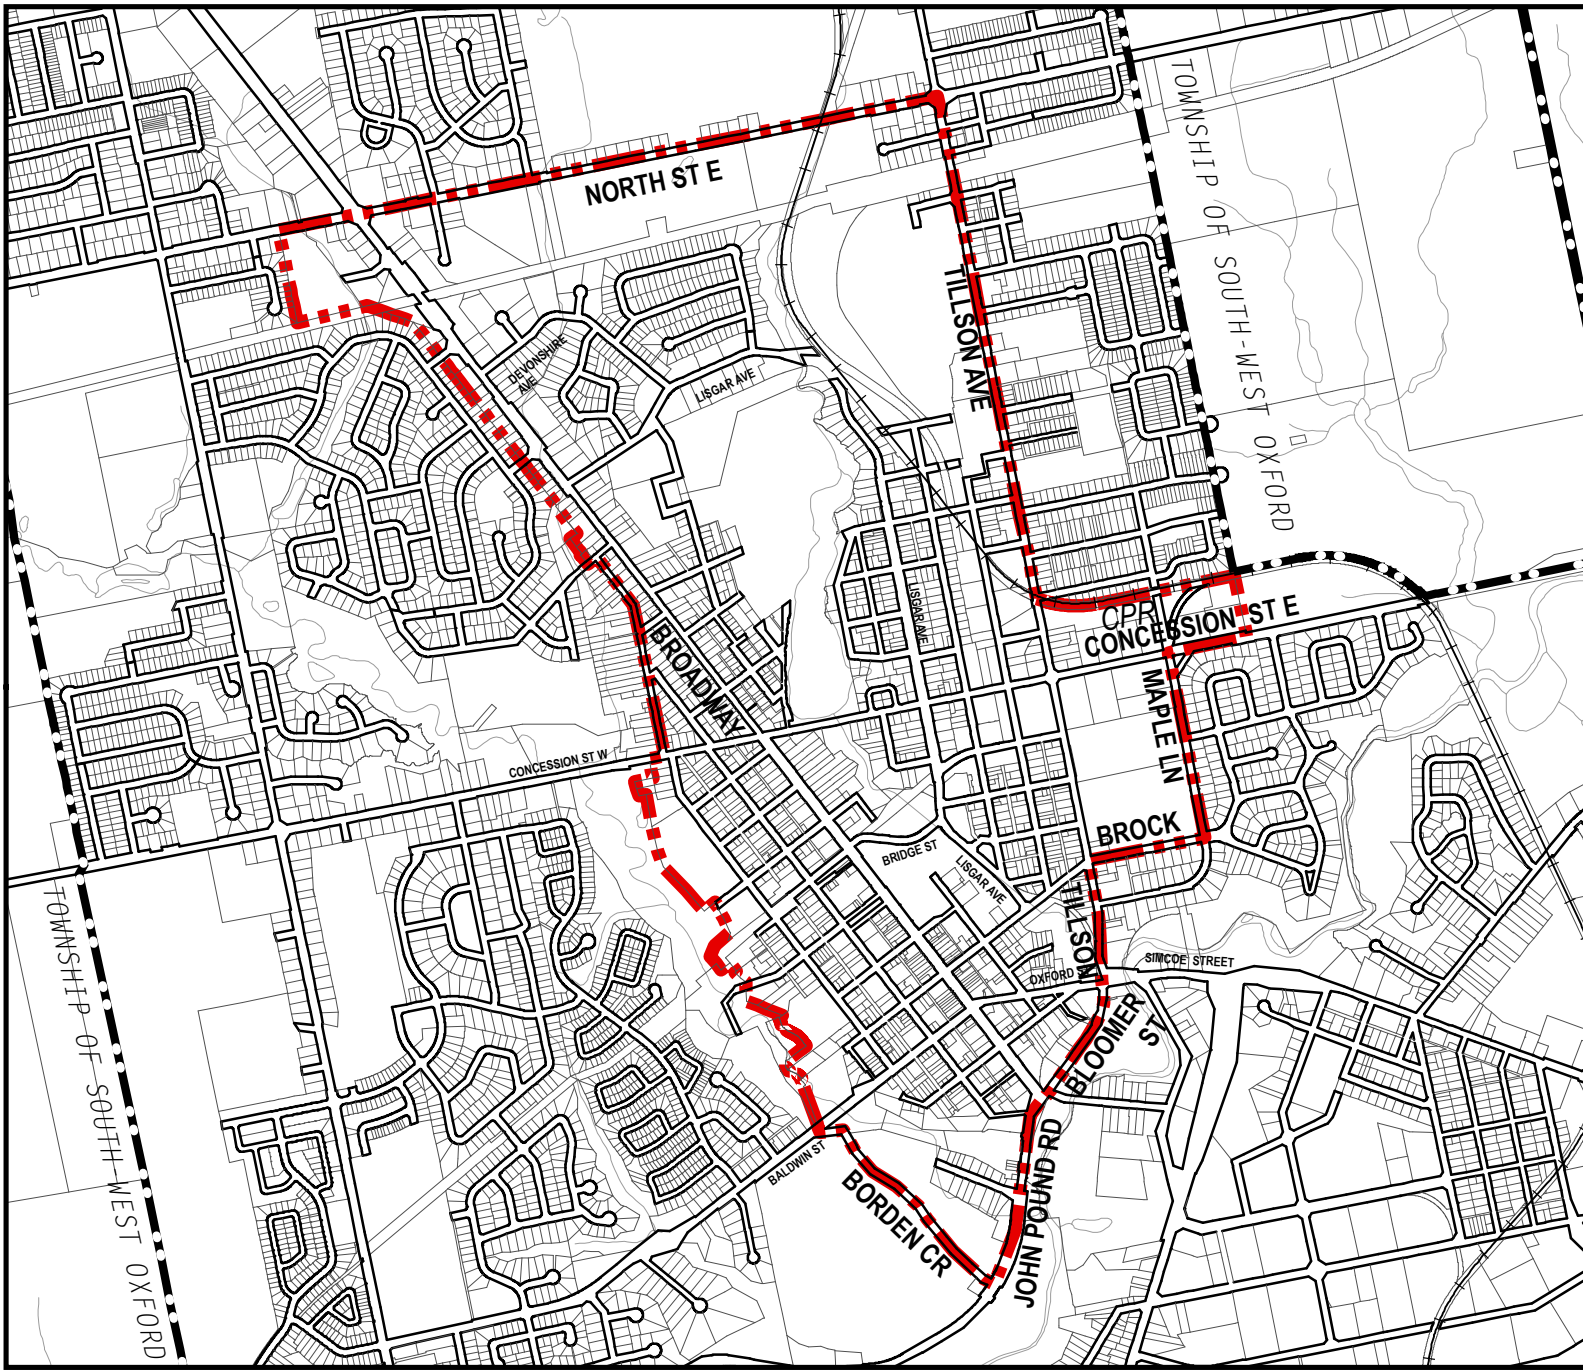 TOWNSHIP OF SOUTH-WEST OXFORD
NORTH ST E
TILLSON AVE
DEVONSHIRE
AVE
LISGAR AVE
LISGAR AVE
CPR
CONCESSION ST E
BROADWAY
MAPLE LN
CONCESSION ST W
BROCK
BRIDGE ST
LISGAR AVE
TILLSON
TOWNSHIP OF SOUTH-WEST OXFORD
SIMCOE STREET
OXFORD ST
BLOOMER
ST
BALDWIN ST
BORDEN CR
JOHN POUND RD